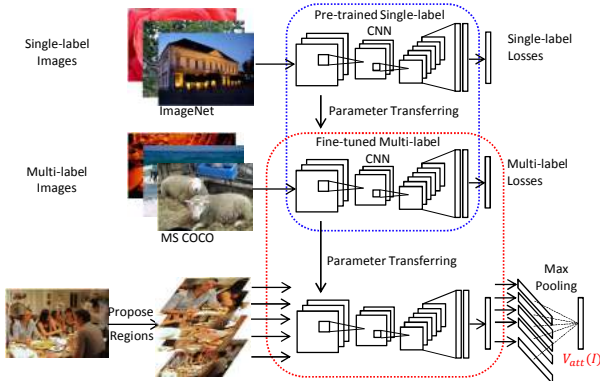 Pre-trained Single-label
CNN
Single-label
Images
Single-label
Losses
ImageNet
Parameter Transferring
Fine-tuned Multi-label
CNN
Multi-label
Images
Multi-label
Losses
MS COCO
Parameter Transferring
Max
Pooling
Propose
Regions
V_att(I)